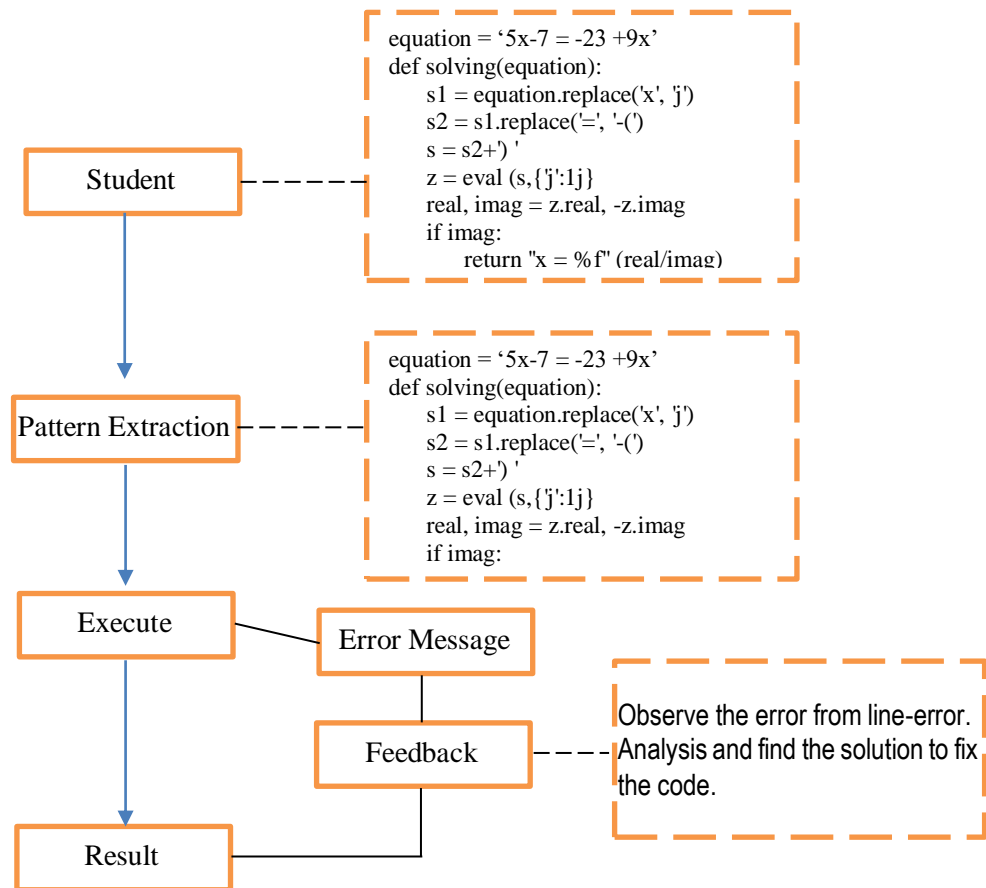 equation = ‘5x-7 = -23 +9x’
def solving(equation):
s1 = equation.replace('x', 'j')
s2 = s1.replace('=', '-(')
s = s2+') '
z = eval (s,{'j':1j}
real, imag = z.real, -z.imag
if imag:
return "x = %f" (real/imag)
Student
equation = ‘5x-7 = -23 +9x’
def solving(equation):
s1 = equation.replace('x', 'j')
s2 = s1.replace('=', '-(')
s = s2+') '
z = eval (s,{'j':1j}
real, imag = z.real, -z.imag
if imag:
Pattern Extraction
Execute
Error Message
Feedback
Observe the error from line-error.
Analysis and find the solution to fix
the code.
Result